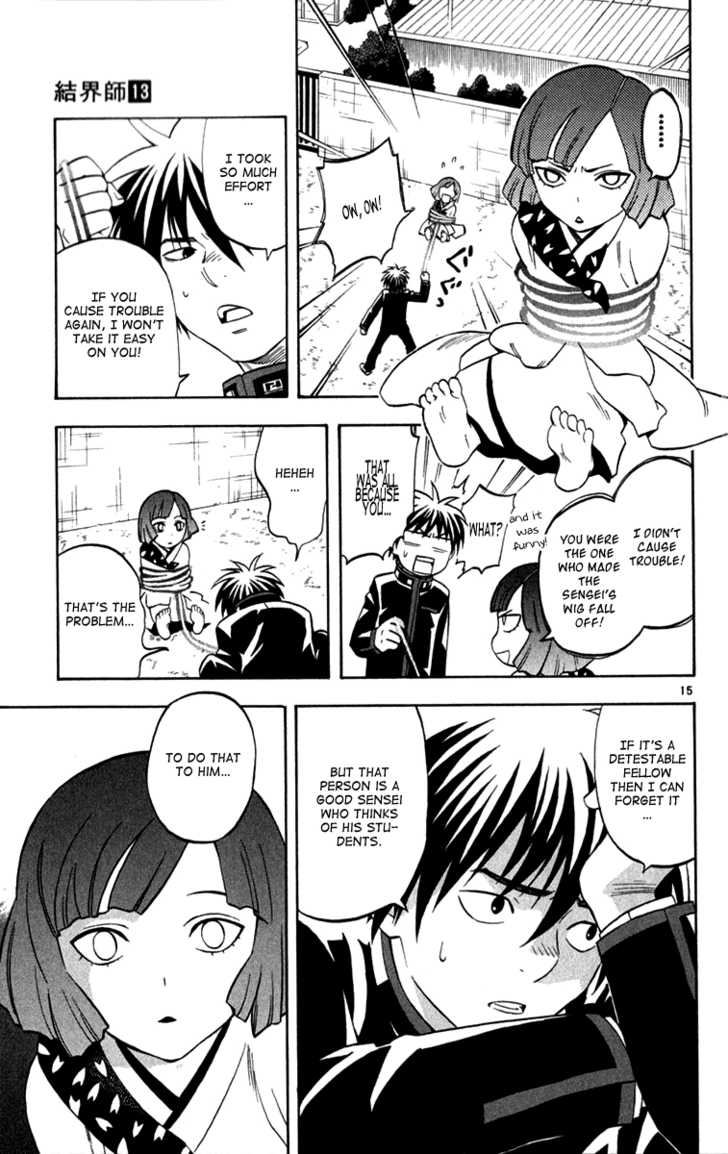 結界師13
……
OW, OW!
I TOOK
SO MUCH
EFFORT
...
IF YOU
CAUSE TROUBLE
AGAIN, I WON'T
TAKE IT EASY
ON YOU!
I DIDN'T
CAUSE
TROUBLE!
YOU WERE
THE ONE
WHO MADE
THE
SENSEI'S
WIG FALL
OFF!
and it
was
funny!
WHAT?
THAT
WAS ALL
BECAUSE
YOU...
HEHEH
...
THAT'S THE
PROBLEM...
15
IF IT'S A
DETESTABLE
FELLOW
THEN I CAN
FORGET IT
...
BUT THAT
PERSON IS A
GOOD SENSEI
WHO THINKS
OF HIS STU-
DENTS.
TO DO THAT
TO HIM...